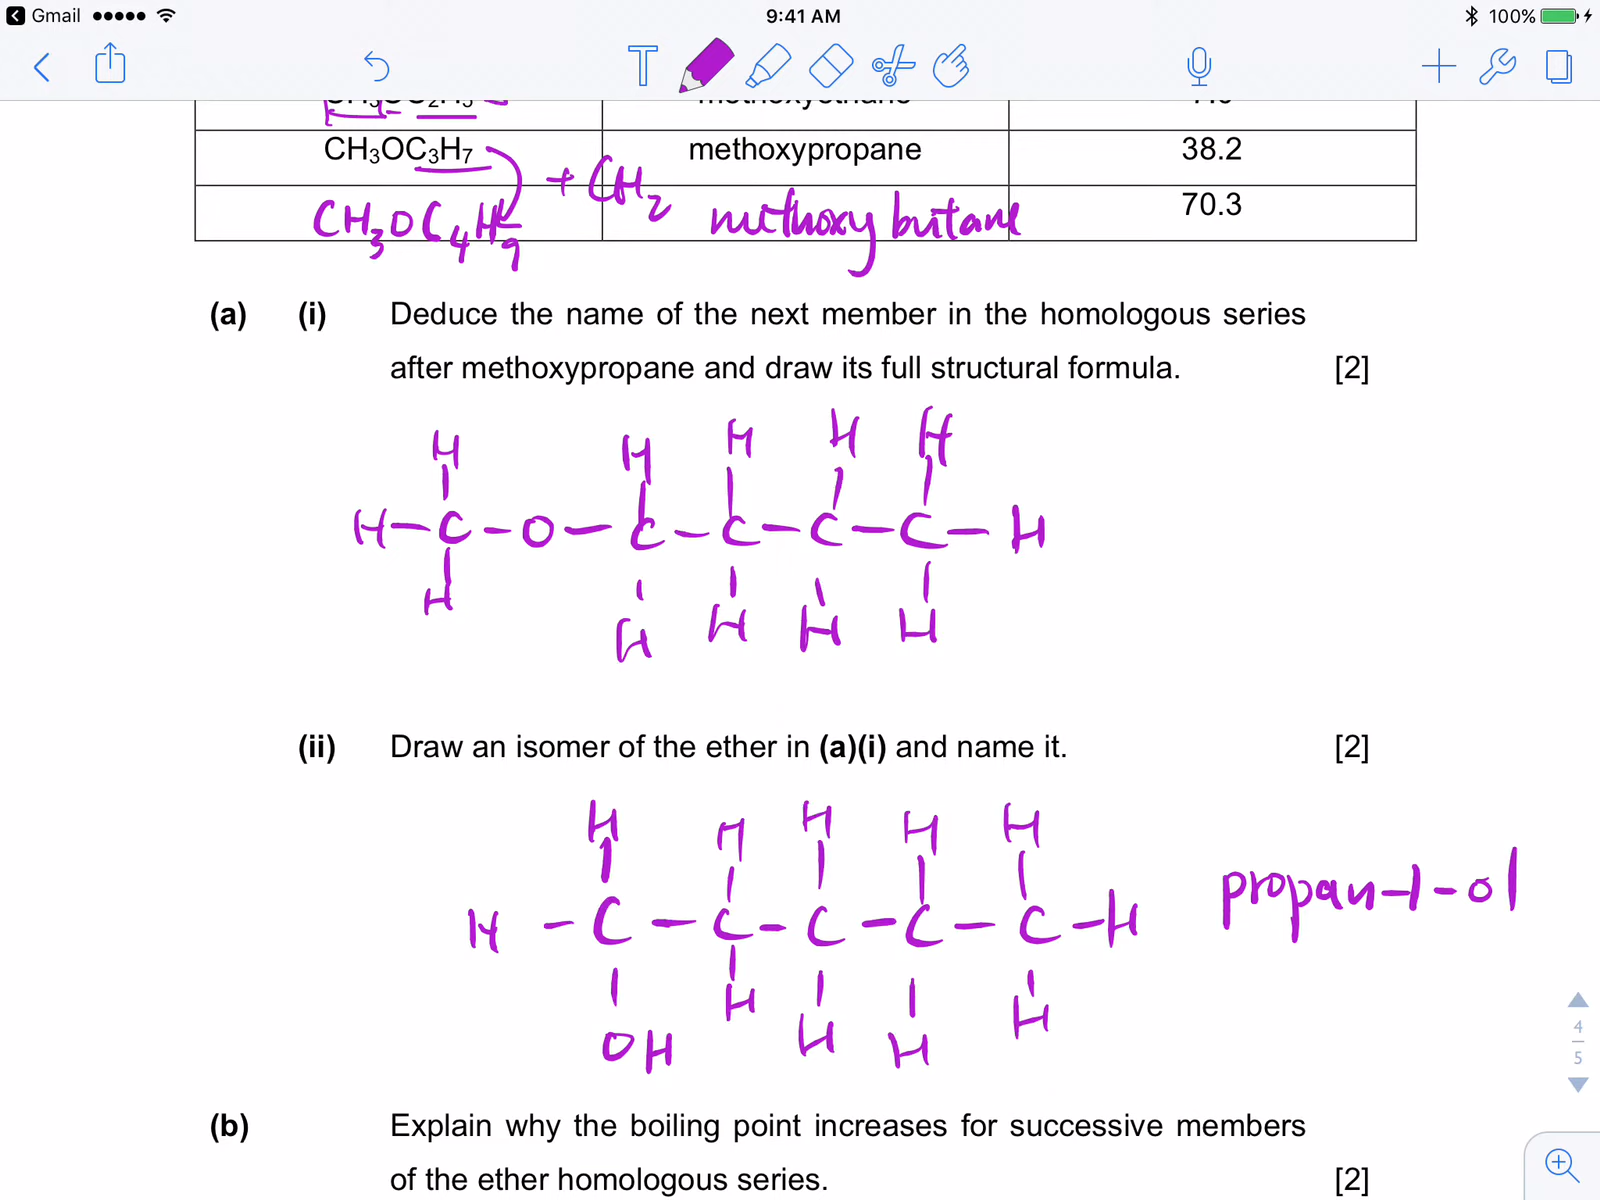 Gmail 9:41 AM 100%
T
CH₃OC₂H₅ methoxyethane
CH₃OC₃H₇ methoxypropane 38.2
+ CH₂
CH₃OC₄H₉ methoxy butane 70.3
(a) (i) Deduce the name of the next member in the homologous series
after methoxypropane and draw its full structural formula. [2]
H H H H H
H–C–O–C–C–C–C–H
H H H H H
(ii) Draw an isomer of the ether in (a)(i) and name it. [2]
H H H H H
H–C–C–C–C–C–H propan-1-ol
OH H H H H
4
5
(b) Explain why the boiling point increases for successive members
of the ether homologous series. [2]